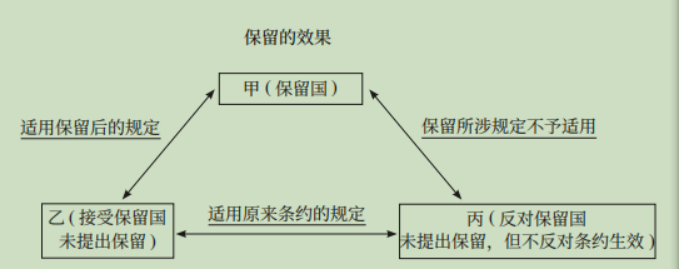 保留的效果
甲（保留国）
适用保留后的规定
保留所涉规定不予适用
乙（接受保留国
未提出保留）
适用原来条约的规定
丙（反对保留国
未提出保留，但不反对条约生效）